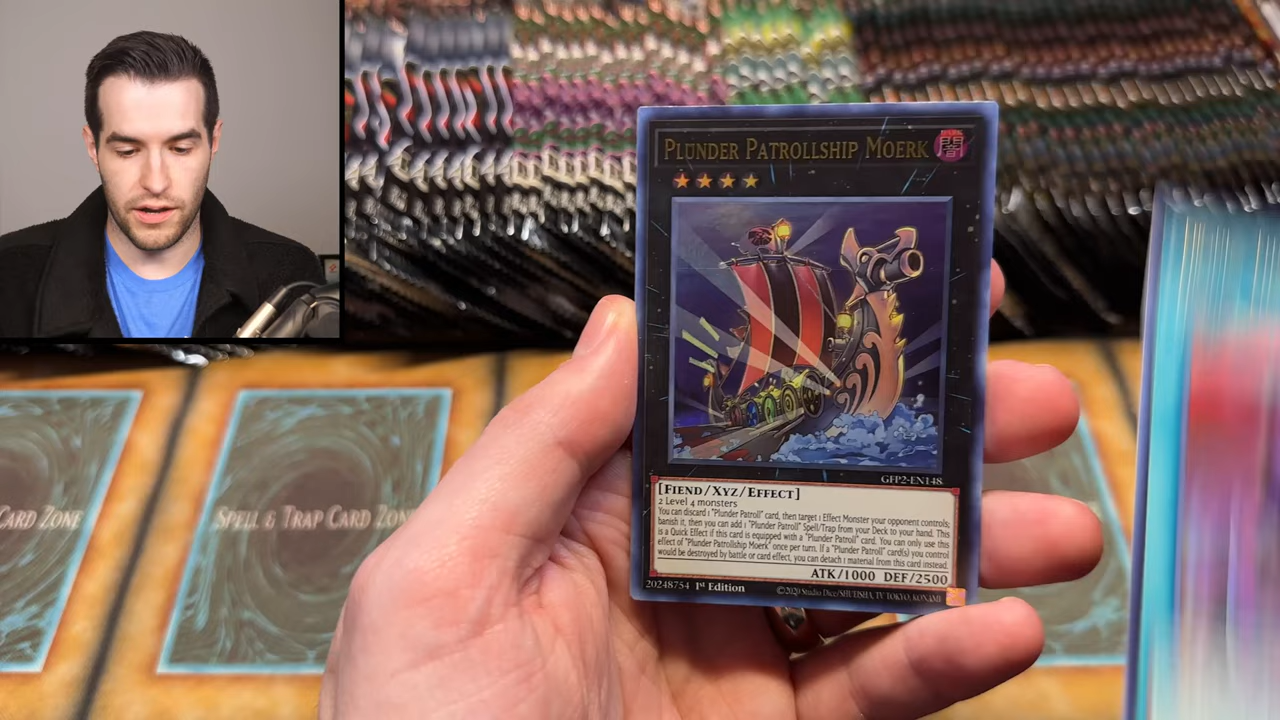 PLUNDER PATROLLSHIP MOERK 闇
GFP2-EN148
[FIEND/XYZ/EFFECT]
2 Level 4 monsters
You can discard 1 "Plunder Patroll" card, then target 1 Effect Monster your opponent controls;
banish it, then you can add 1 "Plunder Patroll" Spell/Trap from your Deck to your hand. This
is a Quick Effect if this card is equipped with a "Plunder Patroll" card. You can only use this
effect of "Plunder Patrollship Moerk" once per turn. If a "Plunder Patroll" card(s) you control
would be destroyed by battle or card effect, you can detach 1 material from this card instead.
ATK/1000 DEF/2500
20248754 1st Edition ©2020 Studio Dice/SHUEISHA, TV TOKYO, KONAMI
CARD ZONE
SPELL & TRAP CARD ZON